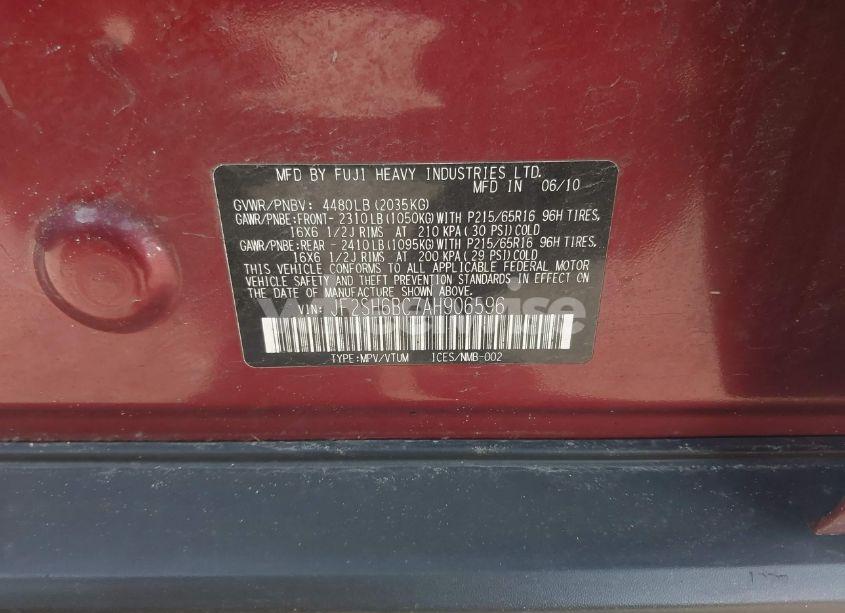 MFD BY FUJI HEAVY INDUSTRIES LTD.
MFD IN 06/10
GVWR/PNBV: 4480LB (2035KG)
GAWR/PNBE:FRONT- 2310LB (1050KG) WITH P215/65R16 96H TIRES,
16X6 1/2J RIMS AT 210 KPA ( 30 PSI) COLD
GAWR/PNBE:REAR - 2410LB (1095KG) WITH P215/65R16 96H TIRES,
16X6 1/2J RIMS AT 200 KPA ( 29 PSI) COLD
THIS VEHICLE CONFORMS TO ALL APPLICABLE FEDERAL MOTOR
VEHICLE SAFETY AND THEFT PREVENTION STANDARDS IN EFFECT ON
THE DATE OF MANUFACTURE SHOWN ABOVE.
VIN: JF2SH6BC7AH906596
TYPE:MPV/VTUM ICES/NMB-002